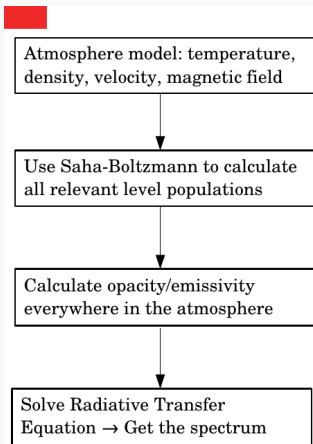 Atmosphere model: temperature,
density, velocity, magnetic field
Use Saha-Boltzmann to calculate
all relevant level populations
Calculate opacity/emissivity
everywhere in the atmosphere
Solve Radiative Transfer
Equation → Get the spectrum